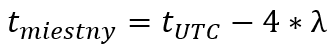 t_miestny = t_UTC − 4 * λ